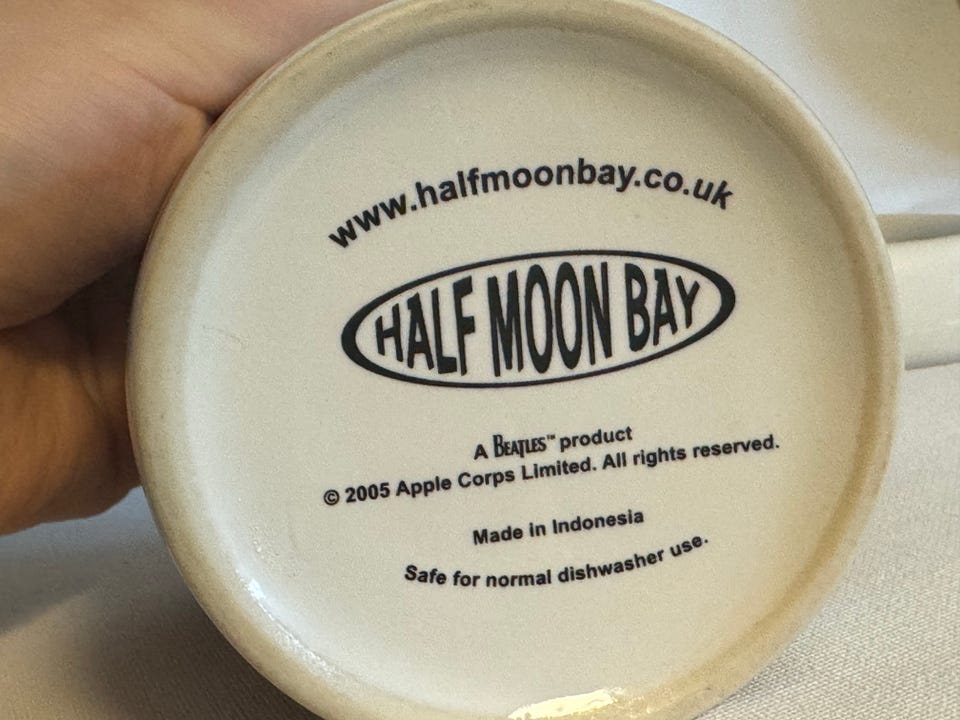 www.halfmoonbay.co.uk
HALF MOON BAY
A BEATLES™ product
© 2005 Apple Corps Limited. All rights reserved.
Made in Indonesia
Safe for normal dishwasher use.